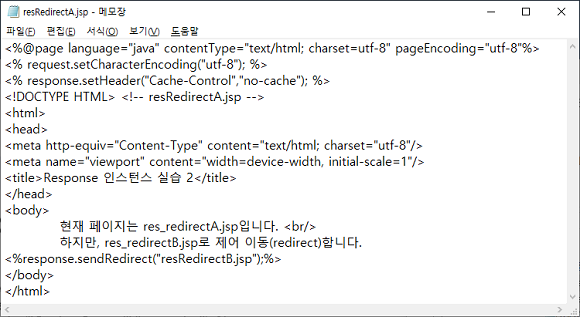 resRedirectA.jsp - 메모장
파일(F) 편집(E) 서식(O) 보기(V) 도움말
<%@page language="java" contentType="text/html; charset=utf-8" pageEncoding="utf-8"%>
<% request.setCharacterEncoding("utf-8"); %>
<% response.setHeader("Cache-Control","no-cache"); %>
<!DOCTYPE HTML> <!-- resRedirectA.jsp -->
<html>
<head>
<meta http-equiv="Content-Type" content="text/html; charset="utf-8"/>
<meta name="viewport" content="width=device-width, initial-scale=1"/>
<title>Response 인스턴스 실습 2</title>
</head>
<body>
현재 페이지는 res_redirectA.jsp입니다. <br/>
하지만, res_redirectB.jsp로 제어 이동(redirect)합니다.
<%response.sendRedirect("resRedirectB.jsp");%>
</body>
</html>